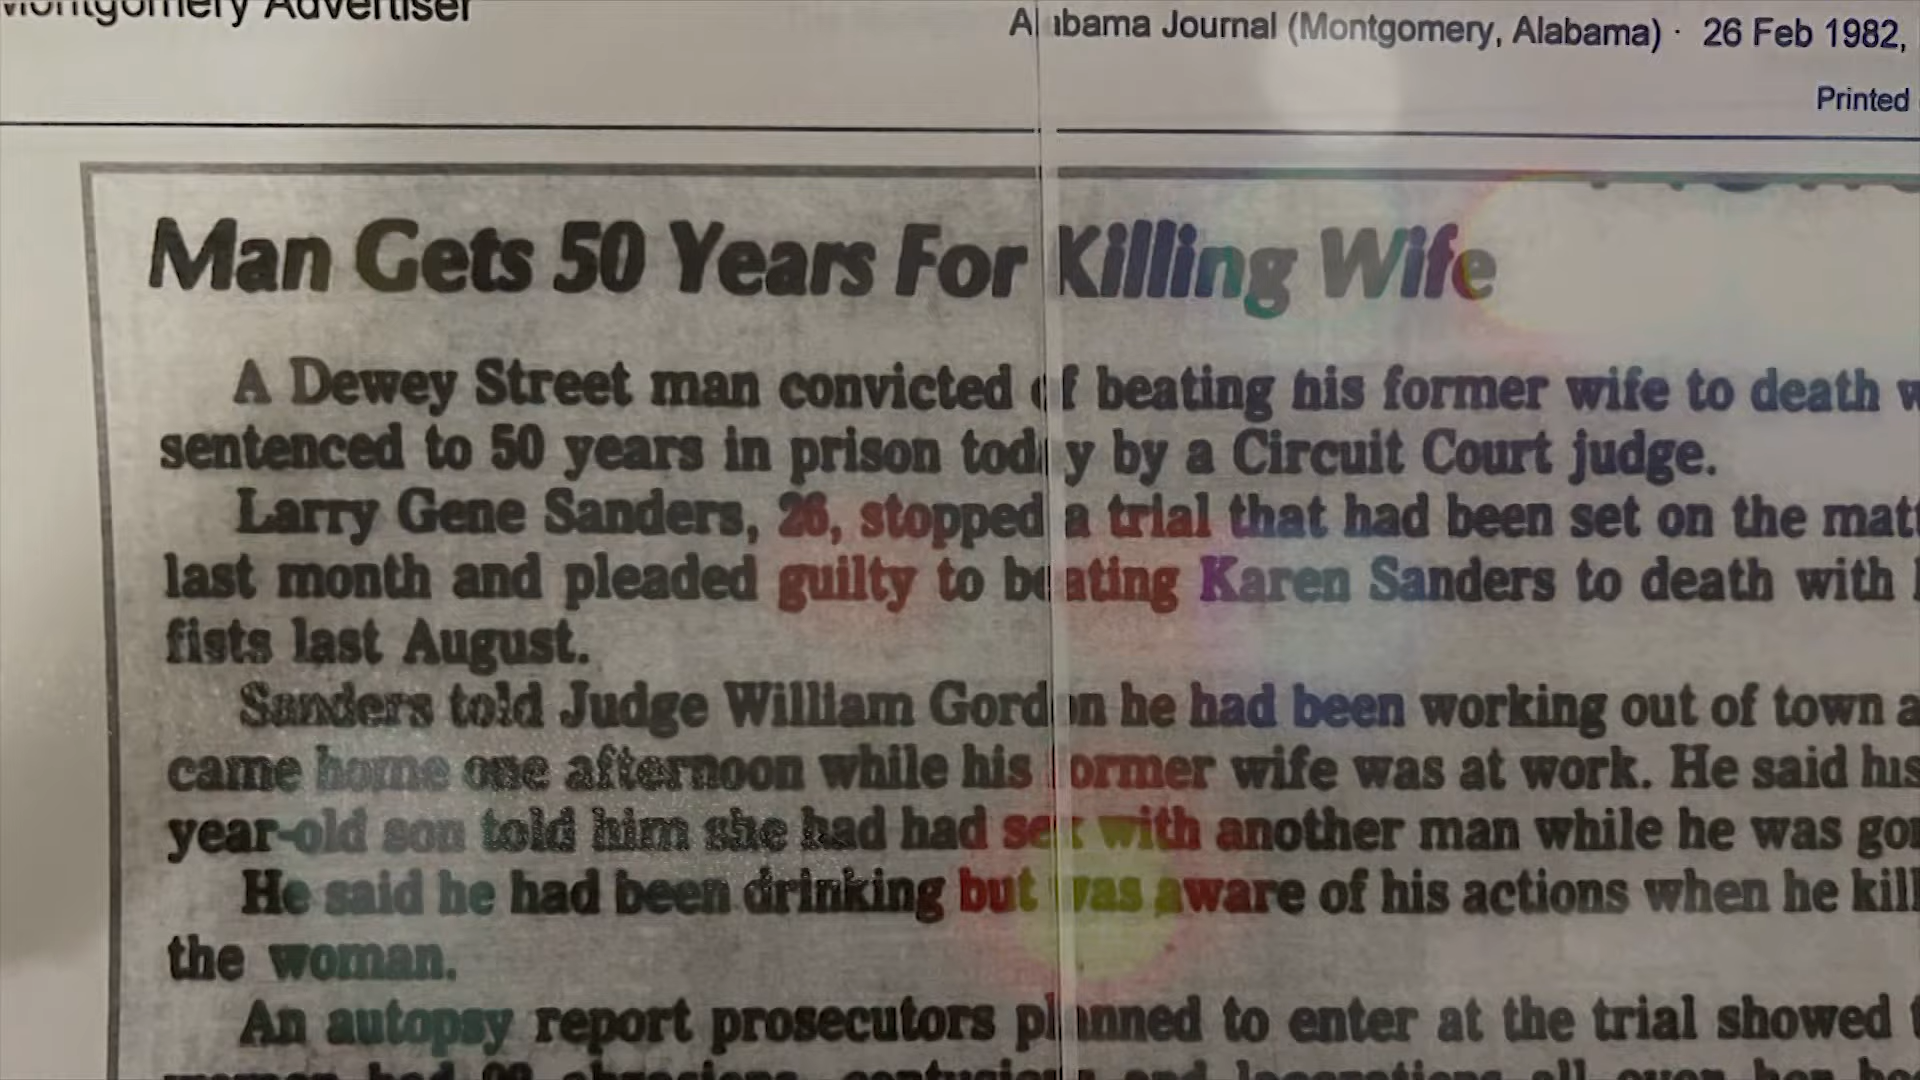 Montgomery Advertiser
Alabama Journal (Montgomery, Alabama) · 26 Feb 1982,
Printed
Man Gets 50 Years For Killing Wife
A Dewey Street man convicted of beating his former wife to death
sentenced to 50 years in prison today by a Circuit Court judge.
Larry Gene Sanders, 26, stopped a trial that had been set on the
last month and pleaded guilty to beating Karen Sanders to death with
fists last August.
Sanders told Judge William Gordon he had been working out of town
came home one afternoon while his former wife was at work. He said his
year-old son told him she had had sex with another man while he was
He said he had been drinking but was aware of his actions when he
the woman.
An autopsy report prosecutors planned to enter at the trial showed